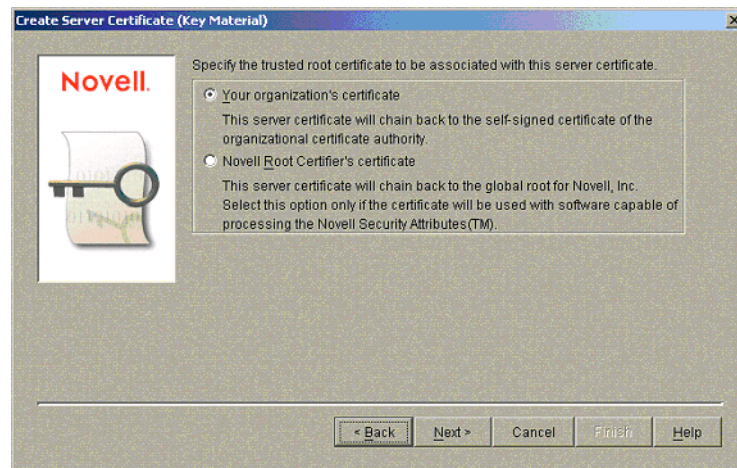 Create Server Certificate (Key Material)
Novell.
Specify the trusted root certificate to be associated with this server certificate.
Your organization's certificate
This server certificate will chain back to the self-signed certificate of the
organizational certificate authority.
Novell Root Certifier's certificate
This server certificate will chain back to the global root for Novell, Inc.
Select this option only if the certificate will be used with software capable of
processing the Novell Security Attributes(TM).
< Back Next > Cancel Finish Help